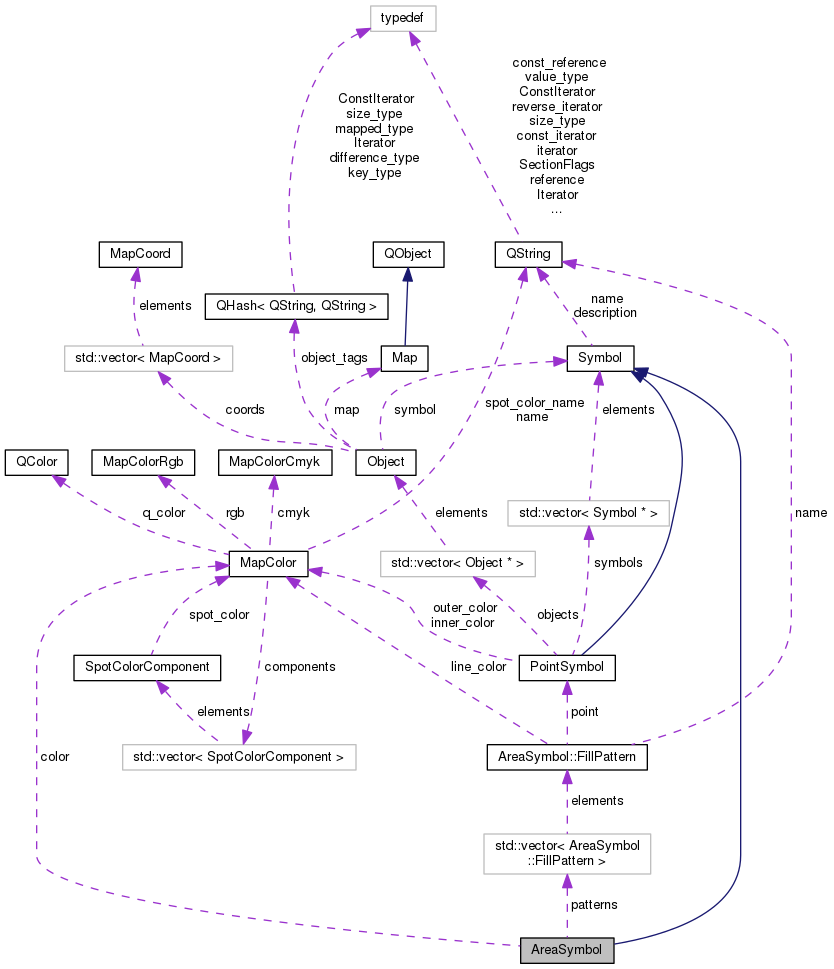 typedef
const_reference
value_type
ConstIterator
reverse_iterator
size_type
const_iterator
iterator
SectionFlags
reference
Iterator
...
ConstIterator
size_type
mapped_type
Iterator
difference_type
key_type
MapCoord
QObject
QString
elements
QHash< QString, QString >
name
description
std::vector< MapCoord >
object_tags
Map
Symbol
coords
map
symbol
spot_color_name
name
elements
QColor
MapColorRgb
MapColorCmyk
Object
q_color
rgb
cmyk
elements
std::vector< Symbol * >
name
MapColor
std::vector< Object * >
symbols
spot_color
outer_color
inner_color
objects
SpotColorComponent
components
line_color
PointSymbol
elements
point
color
std::vector< SpotColorComponent >
AreaSymbol::FillPattern
elements
std::vector< AreaSymbol
::FillPattern >
patterns
AreaSymbol